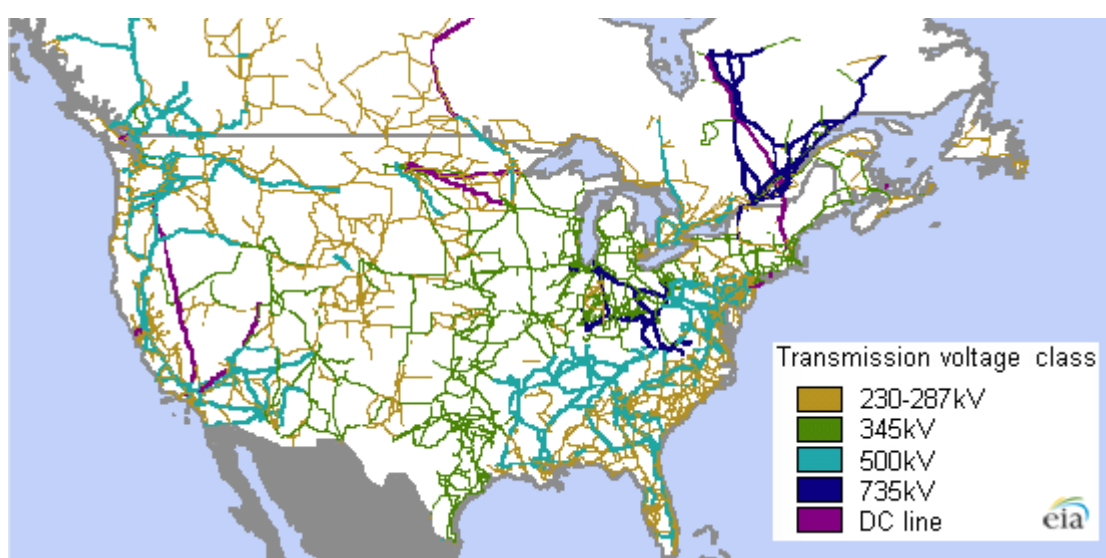 Transmission voltage class
230-287kV
345kV
500kV
735kV
DC line
eia